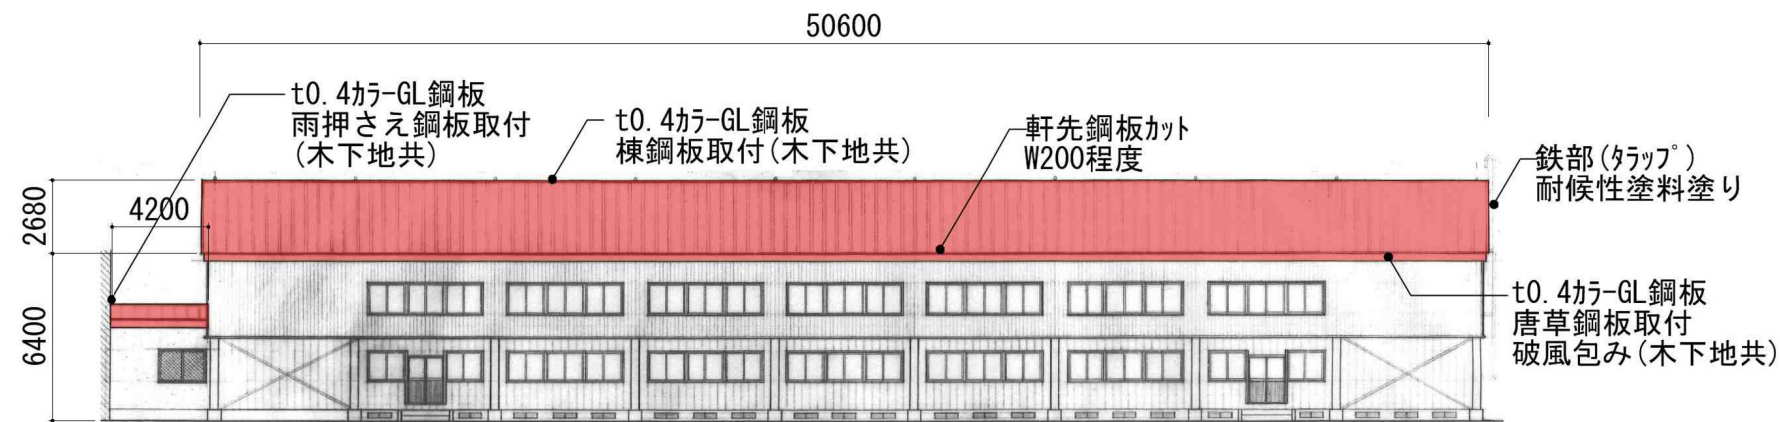 50600
t0.4ｶﾗｰGL鋼板
雨押さえ鋼板取付
(木下地共)
t0.4ｶﾗｰGL鋼板
棟鋼板取付(木下地共)
軒先鋼板ｶｯﾄ
W200程度
鉄部(ﾀﾗｯﾌﾟ)
耐候性塗料塗り
2680
4200
6400
t0.4ｶﾗｰGL鋼板
唐草鋼板取付
破風包み(木下地共)